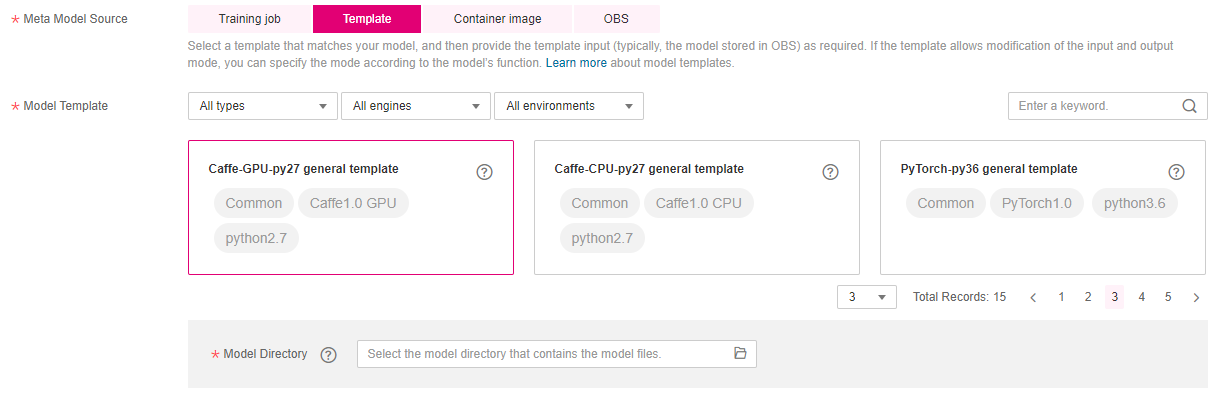 * Meta Model Source
Training job Template Container image OBS
Select a template that matches your model, and then provide the template input (typically, the model stored in OBS) as required. If the template allows modification of the input and output
mode, you can specify the mode according to the model's function. Learn more about model templates.
* Model Template
All types All engines All environments Enter a keyword.
Caffe-GPU-py27 general template
Common Caffe1.0 GPU
python2.7
Caffe-CPU-py27 general template
Common Caffe1.0 CPU
python2.7
PyTorch-py36 general template
Common PyTorch1.0 python3.6
3 Total Records: 15 < 1 2 3 4 5 >
* Model Directory ? Select the model directory that contains the model files.